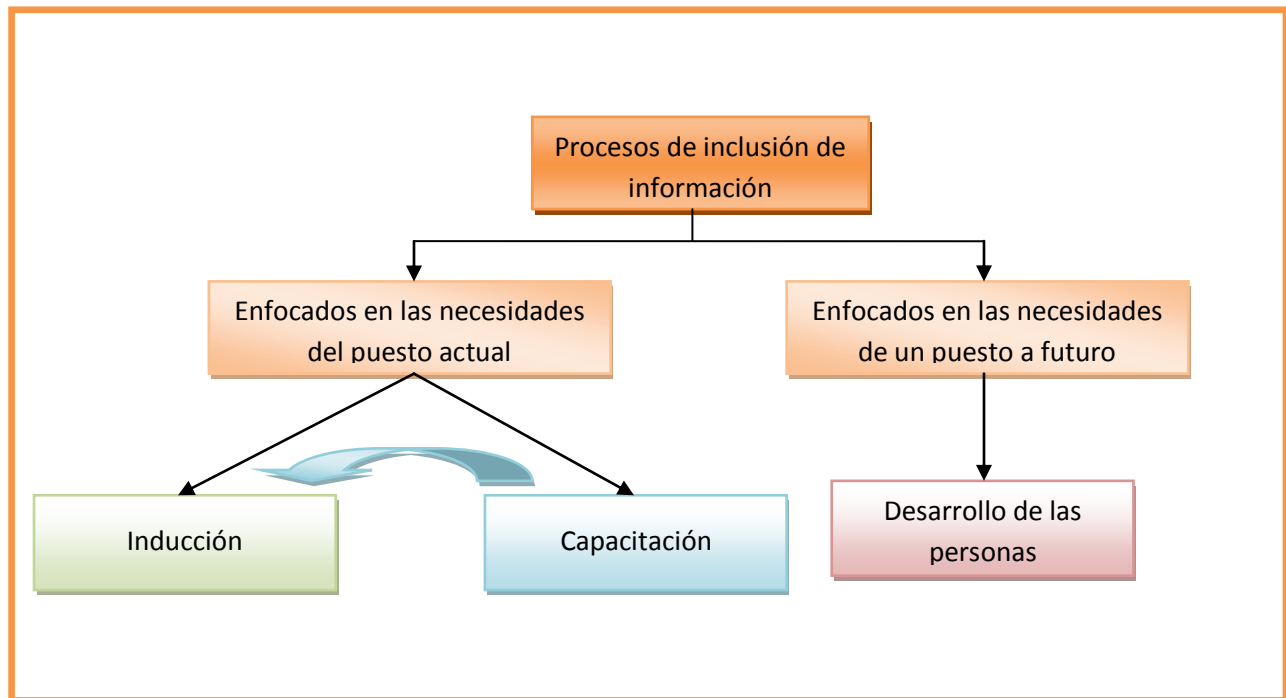 Procesos de inclusión de
información
Enfocados en las necesidades
del puesto actual
Enfocados en las necesidades
de un puesto a futuro
Inducción
Capacitación
Desarrollo de las
personas